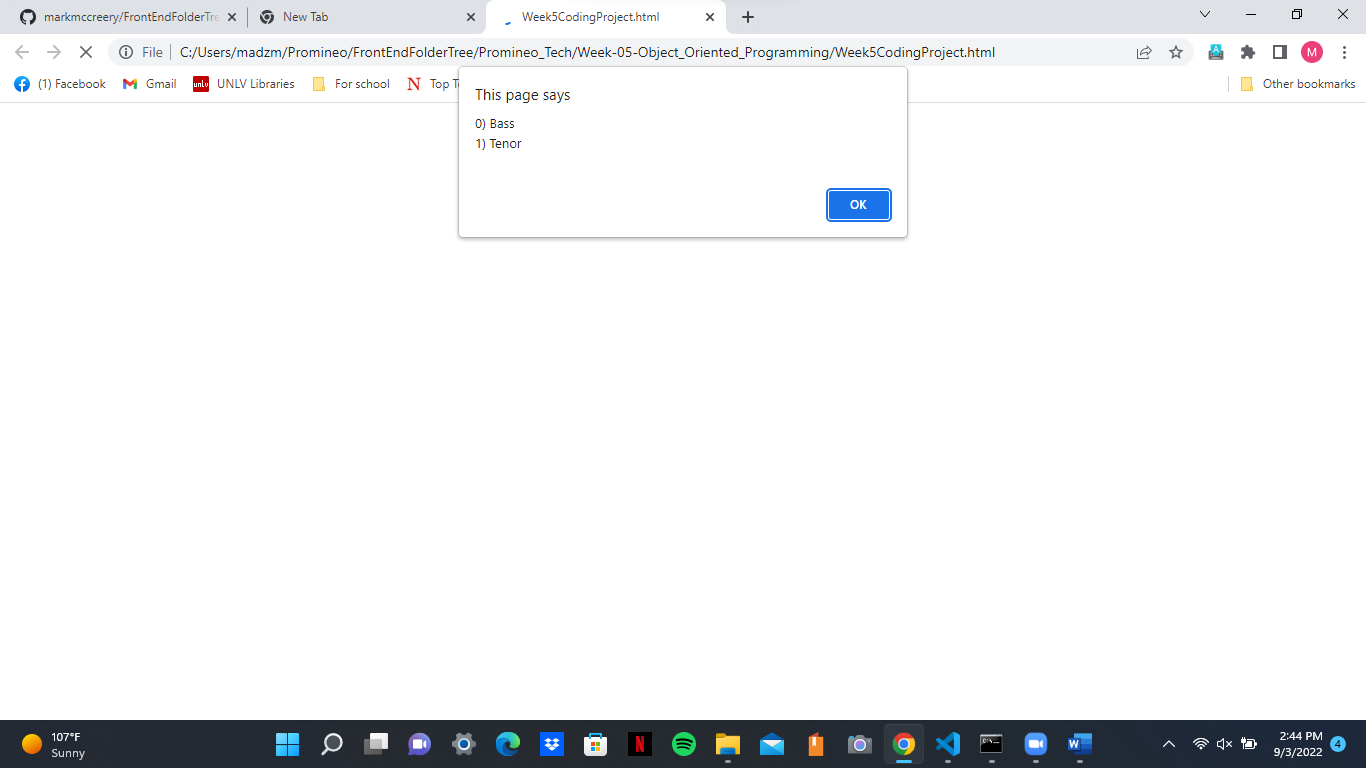 markmccreery/FrontEndFolderTre
New Tab
Week5CodingProject.html
File
C:/Users/madzm/Promineo/FrontEndFolderTree/Promineo_Tech/Week-05-Object_Oriented_Programming/Week5CodingProject.html
M
(1) Facebook
Gmail
unlv
UNLV Libraries
For school
N
Top T
Other bookmarks
This page says
0) Bass
1) Tenor
OK
107°F
Sunny
N
W
2:44 PM
9/3/2022
4